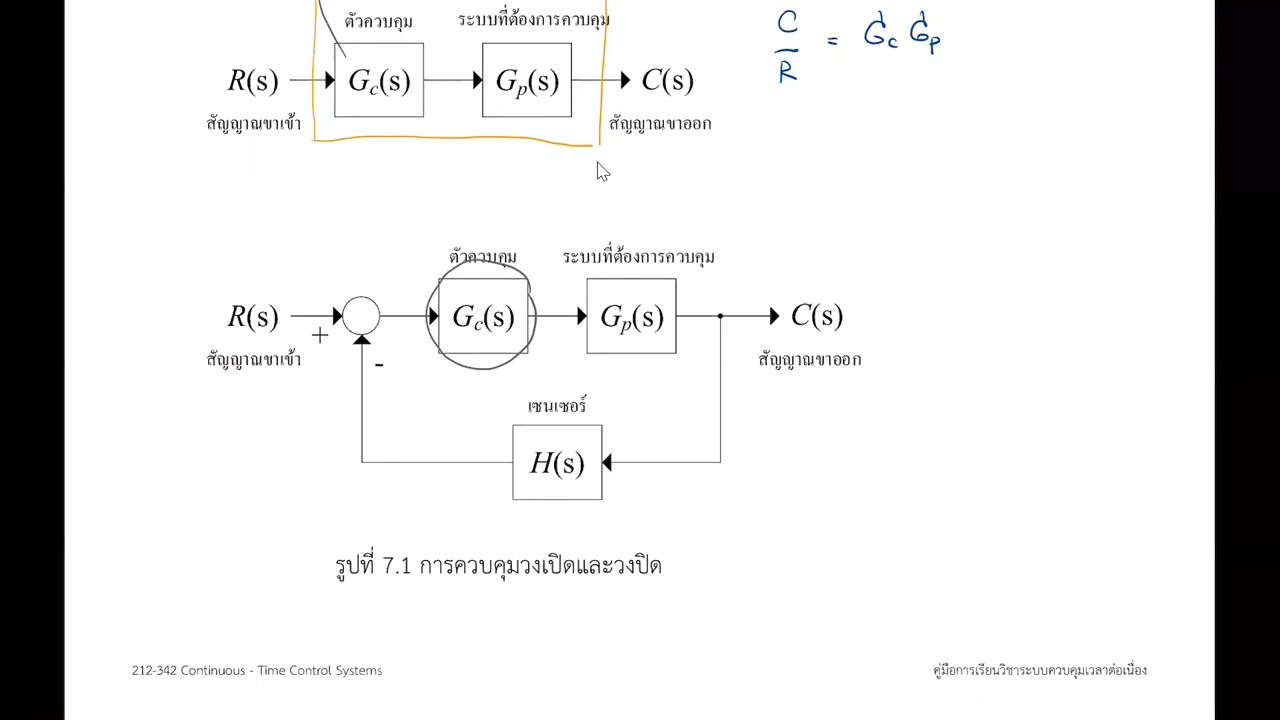 ตัวควบคุม ระบบที่ต้องการควบคุม
R(s) Gc(s) Gp(s) C(s)
สัญญาณขาเข้า สัญญาณขาออก
C/R = Gc Gp
ตัวควบคุม ระบบที่ต้องการควบคุม
R(s) + - Gc(s) Gp(s) C(s)
สัญญาณขาเข้า สัญญาณขาออก
เซนเซอร์
H(s)
รูปที่ 7.1 การควบคุมวงเปิดและวงปิด
212-342 Continuous - Time Control Systems คู่มือการเรียนวิชาระบบควบคุมเวลาต่อเนื่อง